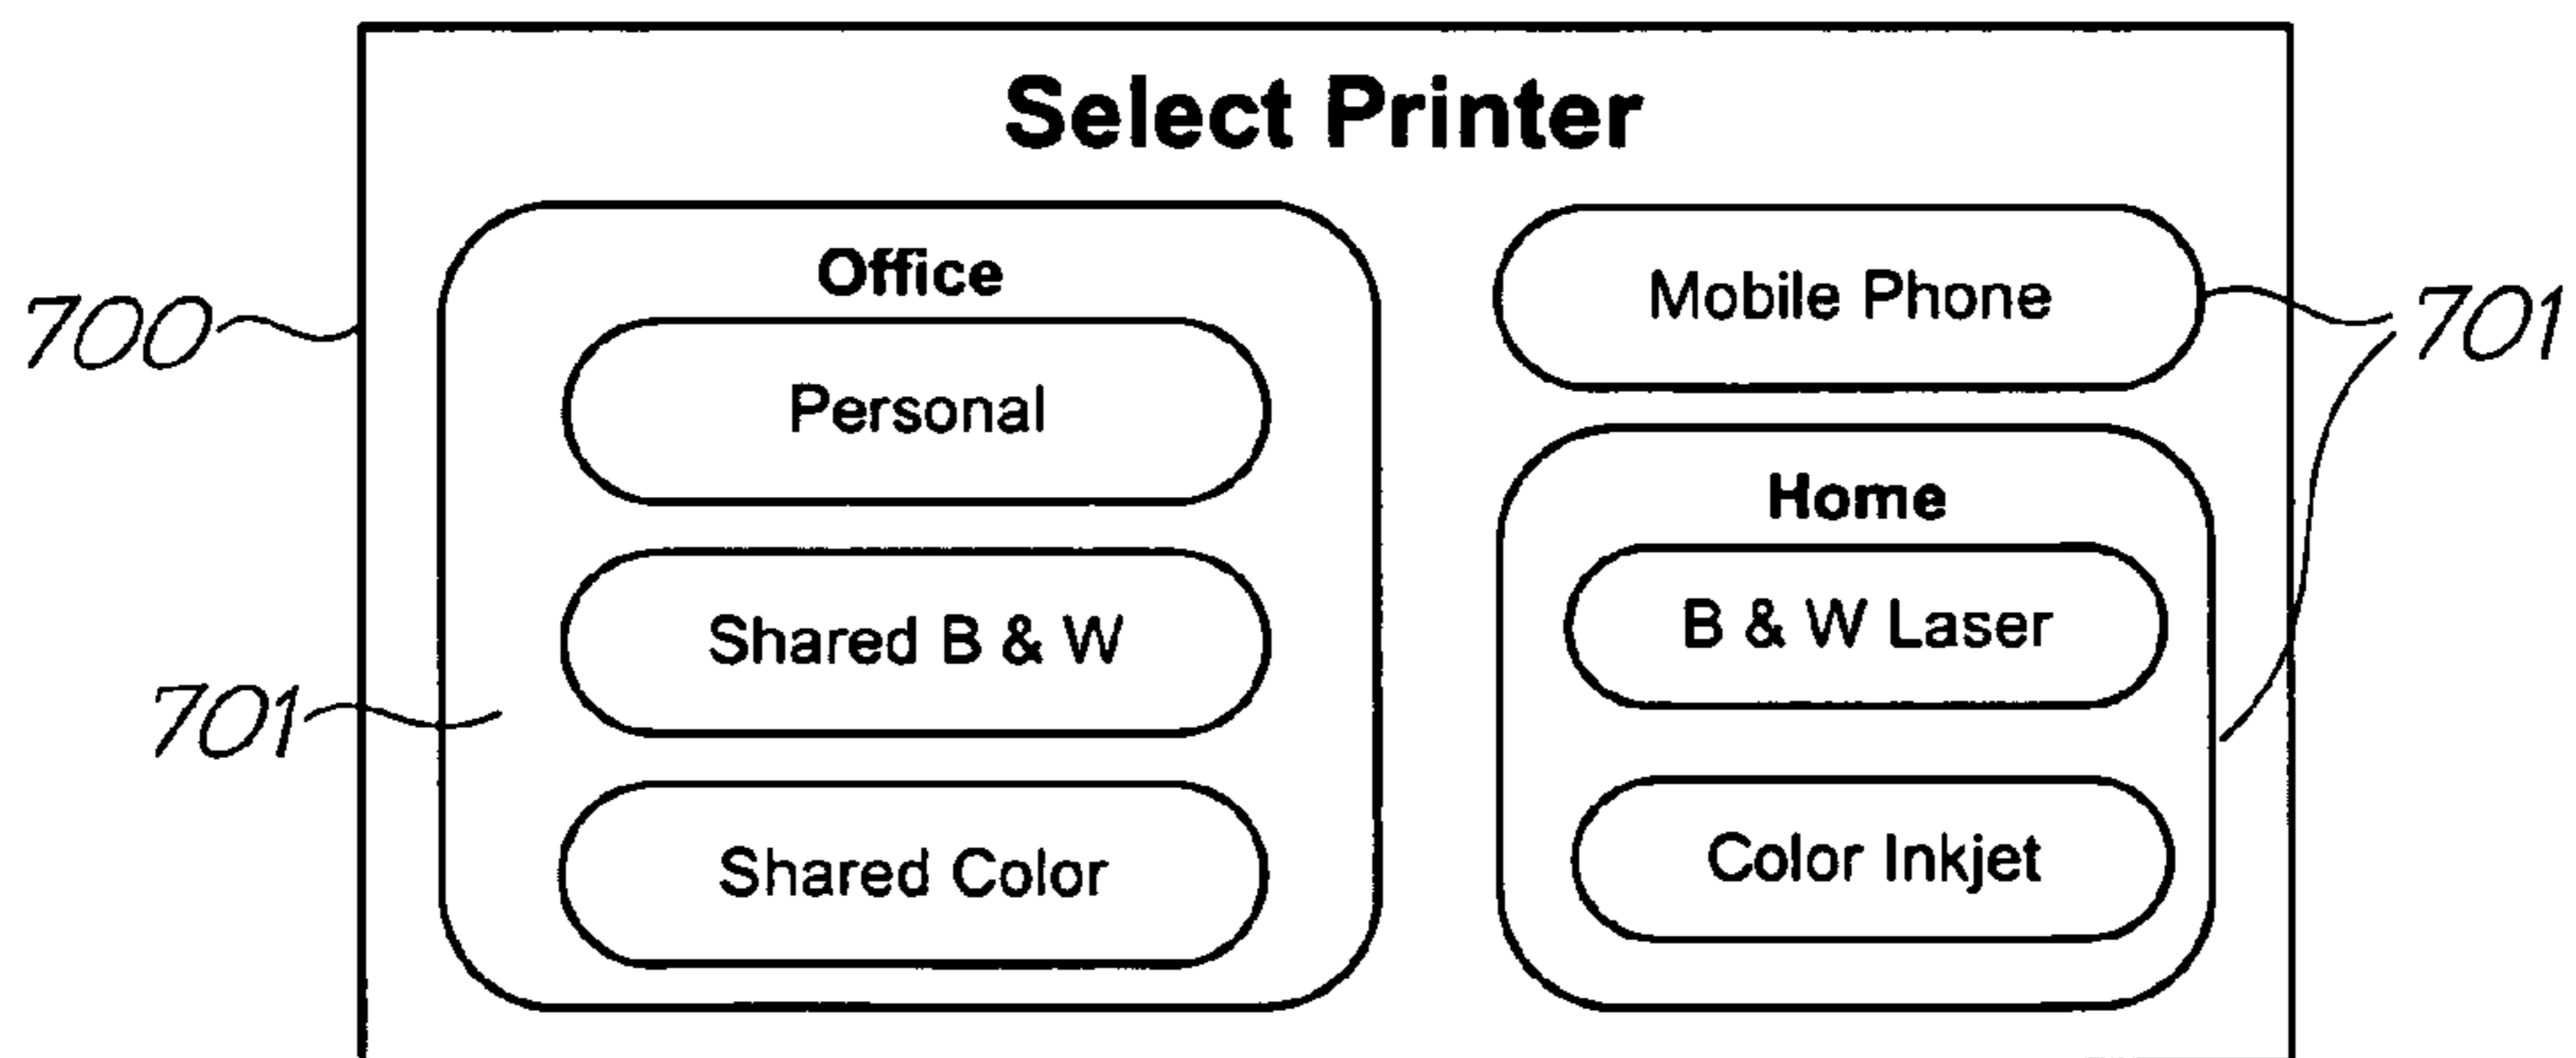 Select Printer
700
701
Office
Personal
Shared B & W
Shared Color
Mobile Phone
701
Home
B & W Laser
Color Inkjet